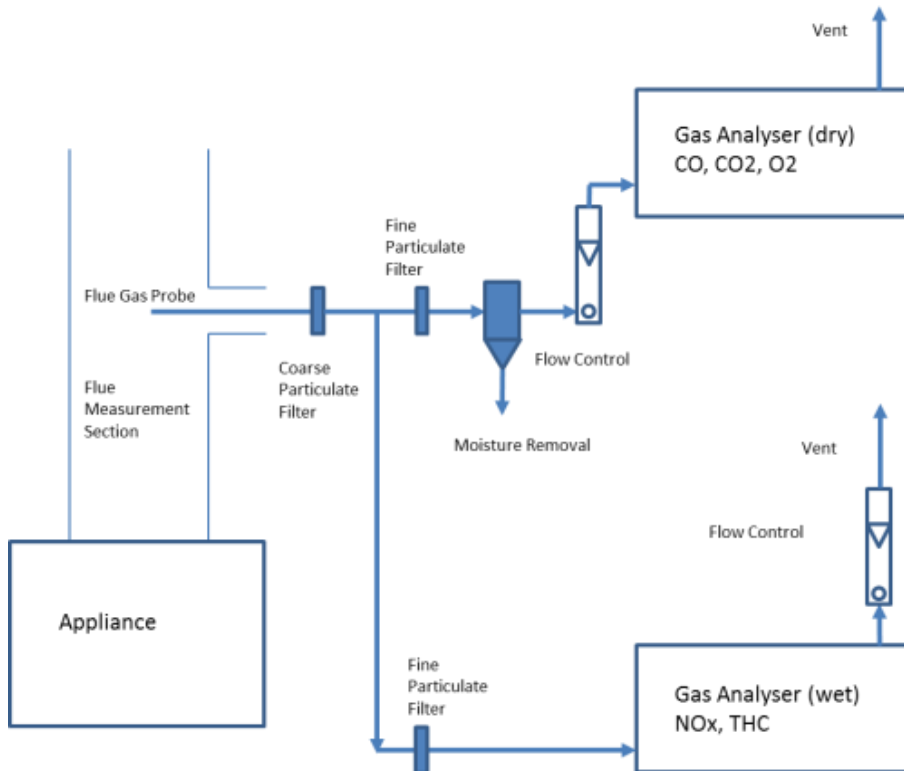 Vent
Gas Analyser (dry)
CO, CO2, O2
Fine
Particulate
Filter
Flue Gas Probe
Coarse
Particulate
Filter
Flow Control
Flue
Measurement
Section
Moisture Removal
Vent
Flow Control
Appliance
Fine
Particulate
Filter
Gas Analyser (wet)
NOx, THC